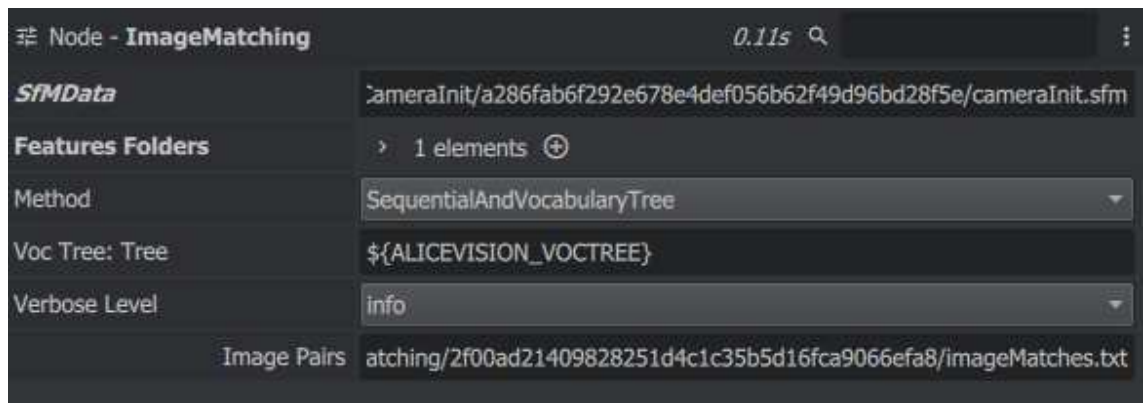 Node - ImageMatching 0.11s
SfMData CameraInit/a286fab6f292e678e4def056b62f49d96bd28f5e/cameraInit.sfm
Features Folders 1 elements
Method SequentialAndVocabularyTree
Voc Tree: Tree ${ALICEVISION_VOCTREE}
Verbose Level info
Image Pairs atching/2f00ad21409828251d4c1c35b5d16fca9066efa8/imageMatches.txt